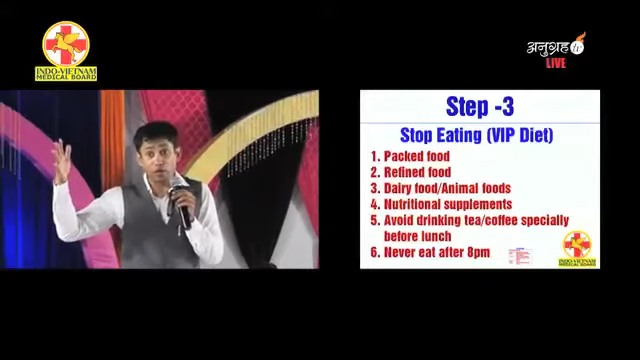 INDO-VIETNAM
MEDICAL BOARD
अनुग्रह tv
LIVE
Step -3
Stop Eating (VIP Diet)
1. Packed food
2. Refined food
3. Dairy food/Animal foods
4. Nutritional supplements
5. Avoid drinking tea/coffee specially
before lunch
6. Never eat after 8pm
INDO-VIETNAM
MEDICAL BOARD